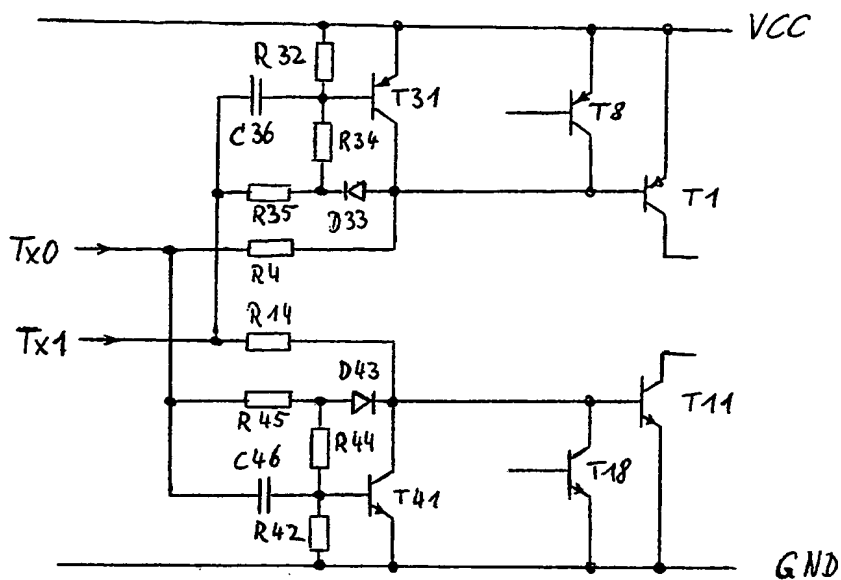 VCC
R32
T31
T8
C36
R34
T1
R35
D33
Tx0
R4
R14
Tx1
D43
T11
R45
R44
C46
T41
T18
R42
GND